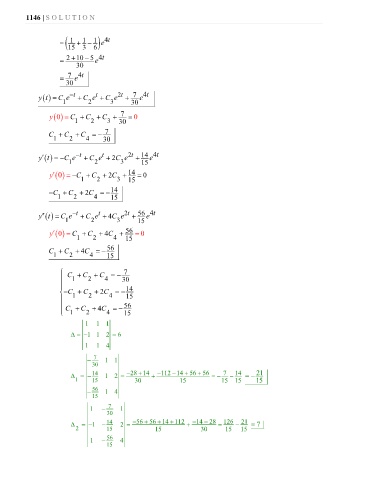 1146 | S O L U T I O N
= (1/15 + 1/3 − 1/6) e^4t
= (2 + 10 − 5)/30 e^4t
= 7/30 e^4t
y(t) = C₁e^−t + C₂e^t + C₃e^2t + 7/30 e^4t
y(0) = C₁ + C₂ + C₃ + 7/30 = 0
C₁ + C₂ + C₄ = − 7/30
y′(t) = −C₁e^−t + C₂e^t + 2C₃e^2t + 14/15 e^4t
y′(0) = −C₁ + C₂ + 2C₃ + 14/15 = 0
−C₁ + C₂ + 2C₄ = − 14/15
y″(t) = C₁e^−t + C₂e^t + 4C₃e^2t + 56/15 e^4t
y′(0) = C₁ + C₂ + 4C₄ + 56/15 = 0
C₁ + C₂ + 4C₄ = − 56/15
C₁ + C₂ + C₄ = − 7/30
−C₁ + C₂ + 2C₄ = − 14/15
C₁ + C₂ + 4C₄ = − 56/15
| 1 1 1 |
Δ = | −1 1 2 | = 6
| 1 1 4 |
| − 7/30 1 1 |
Δ₁ = | − 14/15 1 2 | = (−28 + 14)/30 + (−112 − 14 + 56 + 56)/15 = − 7/15 − 14/15 = − 21/15
| − 56/15 1 4 |
| 1 − 7/30 1 |
Δ₂ = | −1 − 14/15 2 | = (−56 + 56 + 14 + 112)/15 + (−14 − 28)/30 = 126/15 − 21/15 = 7
| 1 − 56/15 4 |